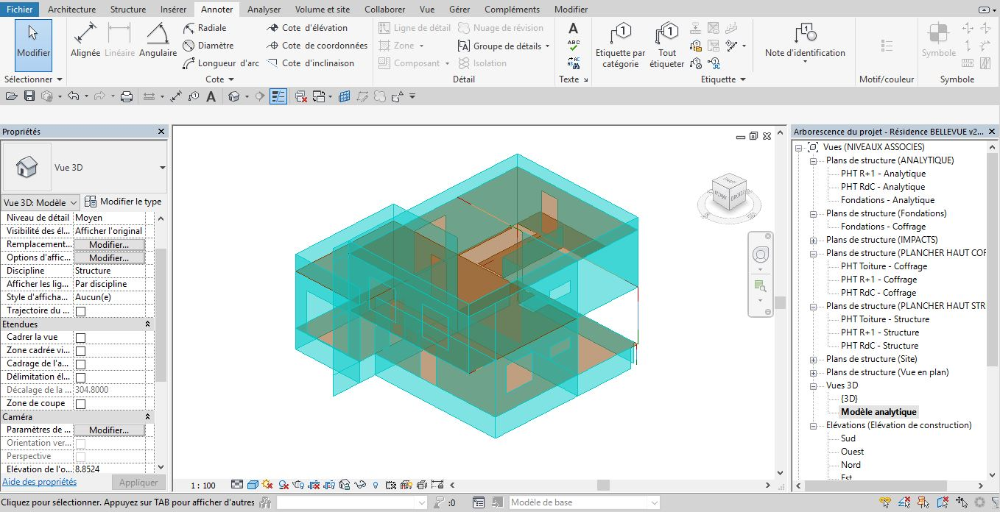 Fichier Architecture Structure Insérer Annoter Analyser Volume et site Collaborer Vue Gérer Compléments Modifier
Modifier
Sélectionner
Alignée Linéaire Angulaire
Radiale
Diamètre
Longueur d'arc
Cote d'élévation
Cote de coordonnées
Cote d'inclinaison
Cote
Ligne de détail
Zone
Composant
Nuage de révision
Groupe de détails
Isolation
Détail
A
ABC
Texte
Etiquette par
catégorie
Tout
étiqueter
Etiquette
Note d'identification
Motif/couleur
Symbole
Symbole
Propriétés
Vue 3D
Vue 3D: Modèle
Modifier le type
Niveau de détail Moyen
Visibilité des él... Afficher l'original
Remplacement... Modifier...
Options d'affic... Modifier...
Discipline Structure
Afficher les lig... Par discipline
Style d'afficha... Aucun(e)
Trajectoire du ...
Etendues
Cadrer la vue
Zone cadrée vi...
Cadrage de l'a...
Délimitation él...
Décalage de la ... 304.8000
Zone de coupe
Caméra
Paramètres de ... Modifier...
Orientation ver...
Perspective
Elévation de l'o... 8.8524
Aide des propriétés
Appliquer
1 : 100
Arborescence du projet - Résidence BELLEVUE v2...
Vues (NIVEAUX ASSOCIES)
Plans de structure (ANALYTIQUE)
PHT R+1 - Analytique
PHT RdC - Analytique
Fondations - Analytique
Plans de structure (Fondations)
Fondations - Coffrage
Plans de structure (IMPACTS)
Plans de structure (PLANCHER HAUT COF
PHT Toiture - Coffrage
PHT R+1 - Coffrage
PHT RdC - Coffrage
Plans de structure (PLANCHER HAUT STR
PHT Toiture - Structure
PHT R+1 - Structure
PHT RdC - Structure
Plans de structure (Site)
Plans de structure (Vue en plan)
Vues 3D
{3D}
Modèle analytique
Elévations (Elévation de construction)
Sud
Ouest
Nord
Est
Cliquez pour sélectionner. Appuyez sur TAB pour afficher d'autres
:0
Modèle de base